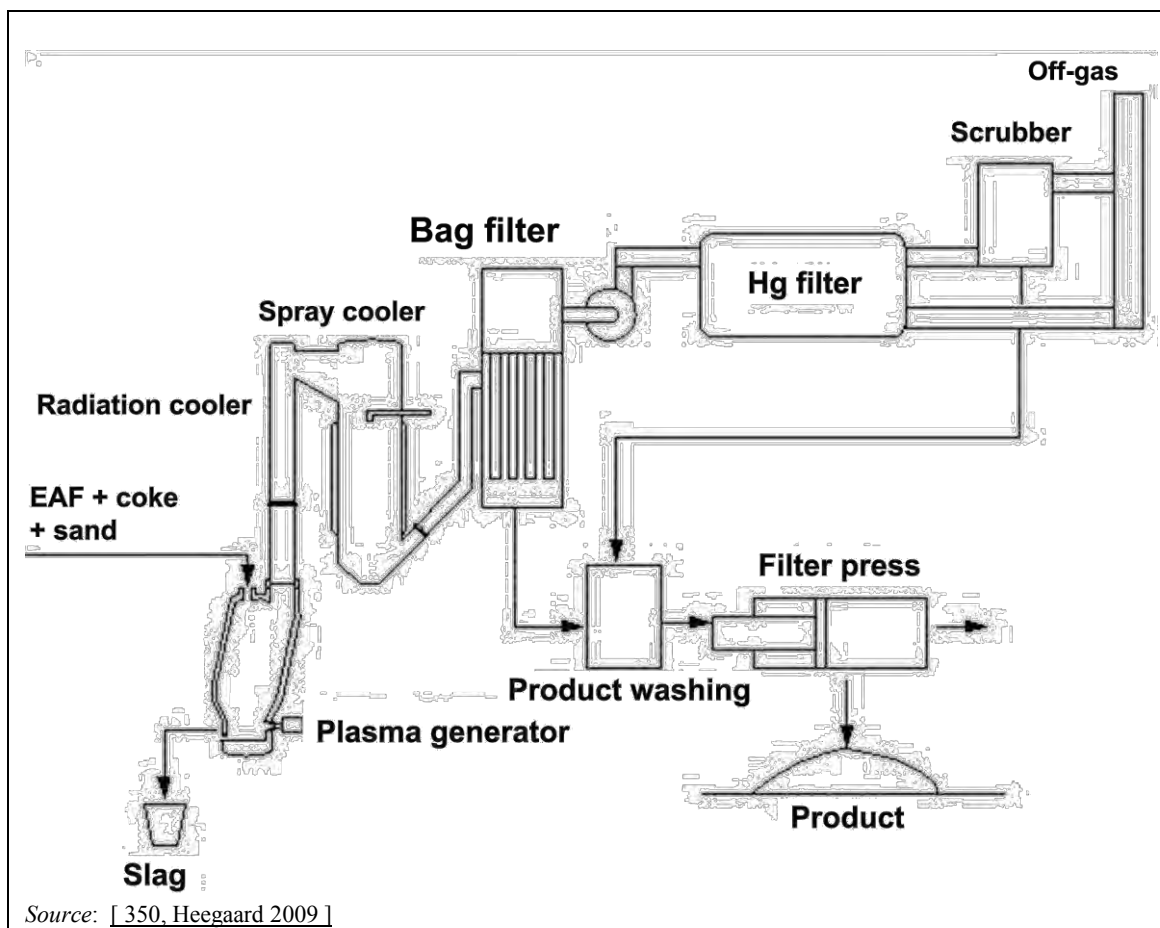 Off-gas
Scrubber
Bag filter
Hg filter
Spray cooler
Radiation cooler
EAF + coke
+ sand
Filter press
Product washing
Plasma generator
Product
Slag
Source: [ 350, Heegaard 2009 ]